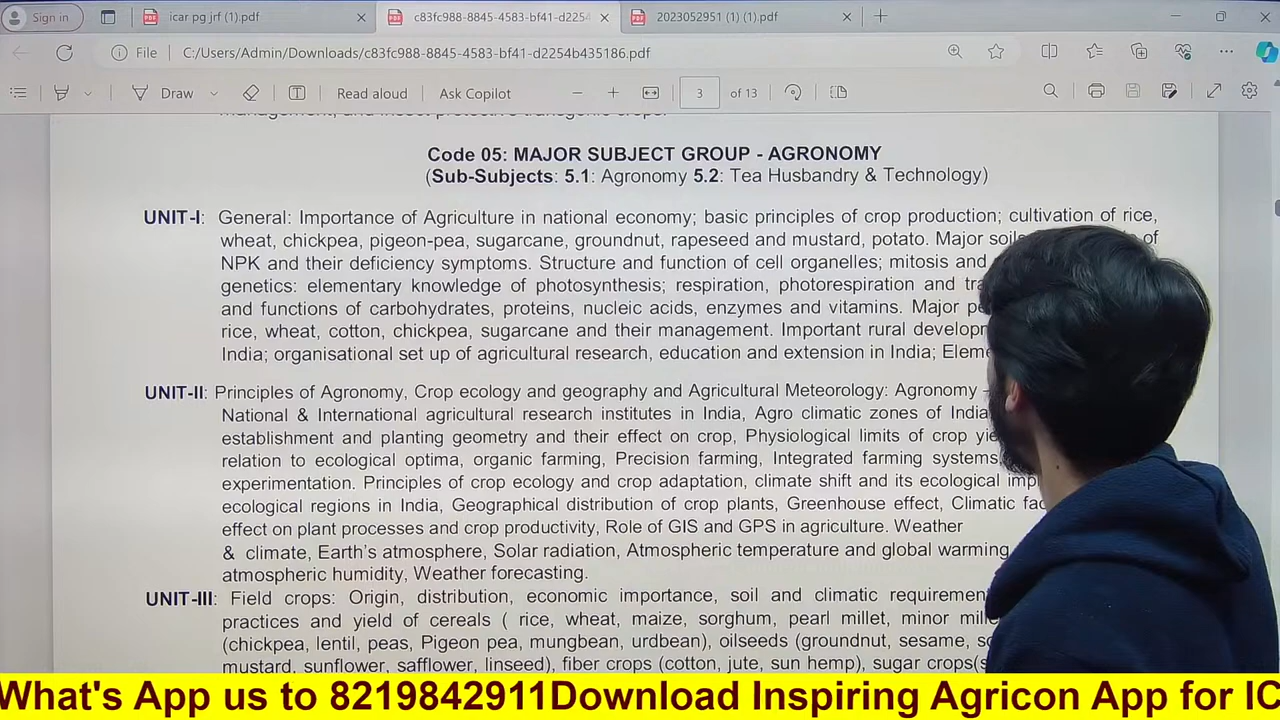 Sign in
icar pg jrf (1).pdf
c83fc988-8845-4583-bf41-d2254
2023052951 (1) (1).pdf
File
C:/Users/Admin/Downloads/c83fc988-8845-4583-bf41-d2254b435186.pdf
Draw
Read aloud
Ask Copilot
3
of 13
Code 05: MAJOR SUBJECT GROUP - AGRONOMY
(Sub-Subjects: 5.1: Agronomy 5.2: Tea Husbandry & Technology)
UNIT-I: General: Importance of Agriculture in national economy; basic principles of crop production; cultivation of rice,
wheat, chickpea, pigeon-pea, sugarcane, groundnut, rapeseed and mustard, potato. Major soils of
NPK and their deficiency symptoms. Structure and function of cell organelles; mitosis and
genetics: elementary knowledge of photosynthesis; respiration, photorespiration and
and functions of carbohydrates, proteins, nucleic acids, enzymes and vitamins. Major
rice, wheat, cotton, chickpea, sugarcane and their management. Important rural
India; organisational set up of agricultural research, education and extension in India;
UNIT-II: Principles of Agronomy, Crop ecology and geography and Agricultural Meteorology: Agronomy –
National & International agricultural research institutes in India, Agro climatic zones of India
establishment and planting geometry and their effect on crop, Physiological limits of crop
relation to ecological optima, organic farming, Precision farming, Integrated farming systems
experimentation. Principles of crop ecology and crop adaptation, climate shift and its ecological
ecological regions in India, Geographical distribution of crop plants, Greenhouse effect, Climatic
effect on plant processes and crop productivity, Role of GIS and GPS in agriculture. Weather
& climate, Earth's atmosphere, Solar radiation, Atmospheric temperature and global warming
atmospheric humidity, Weather forecasting.
UNIT-III: Field crops: Origin, distribution, economic importance, soil and climatic
practices and yield of cereals ( rice, wheat, maize, sorghum, pearl millet, minor
(chickpea, lentil, peas, Pigeon pea, mungbean, urdbean), oilseeds (groundnut, sesame,
mustard, sunflower, safflower, linseed), fiber crops (cotton, jute, sun hemp), sugar
What's App us to 8219842911Download Inspiring Agricon App for IC